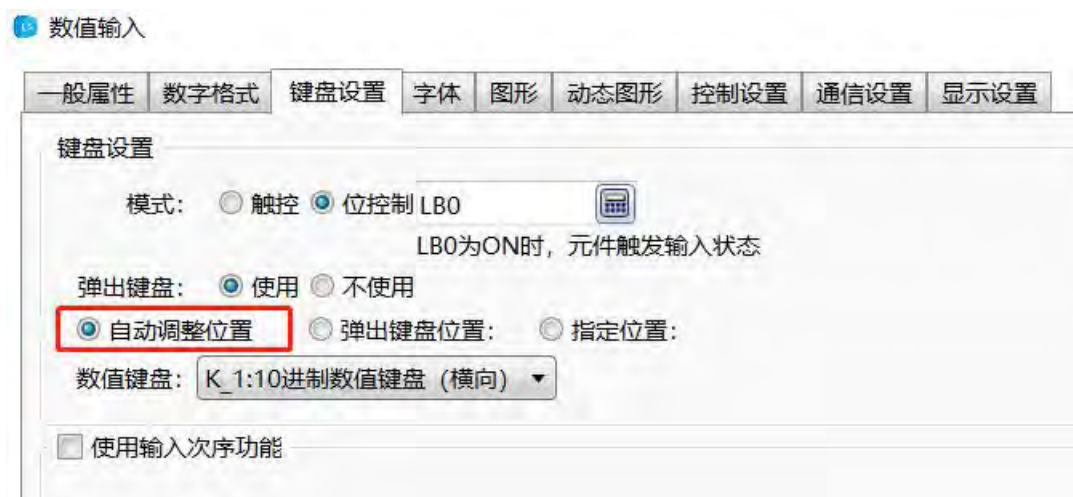 数值输入
一般属性 数字格式 键盘设置 字体 图形 动态图形 控制设置 通信设置 显示设置
键盘设置
模式: 触控 位控制 LB0
LB0为ON时，元件触发输入状态
弹出键盘: 使用 不使用
自动调整位置 弹出键盘位置: 指定位置:
数值键盘: K_1:10进制数值键盘（横向）
使用输入次序功能